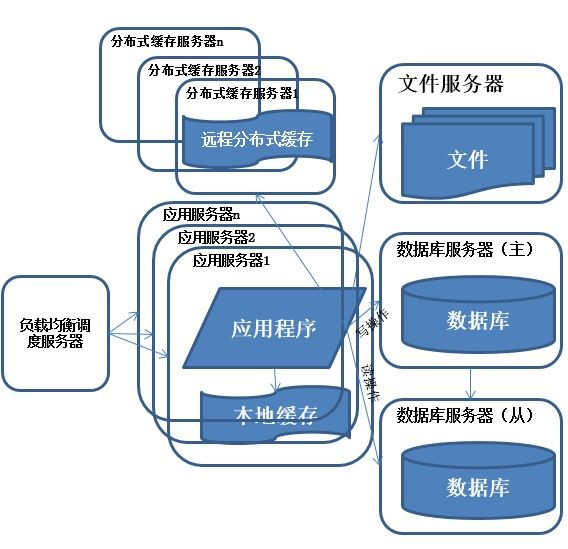 分布式缓存服务器n
分布式缓存服务器2
分布式缓存服务器1
远程分布式缓存
文件服务器
文件
应用服务器n
应用服务器2
应用服务器1
应用程序
本地缓存
负载均衡调
度服务器
写操作
读操作
数据库服务器（主）
数据库
数据库服务器（从）
数据库